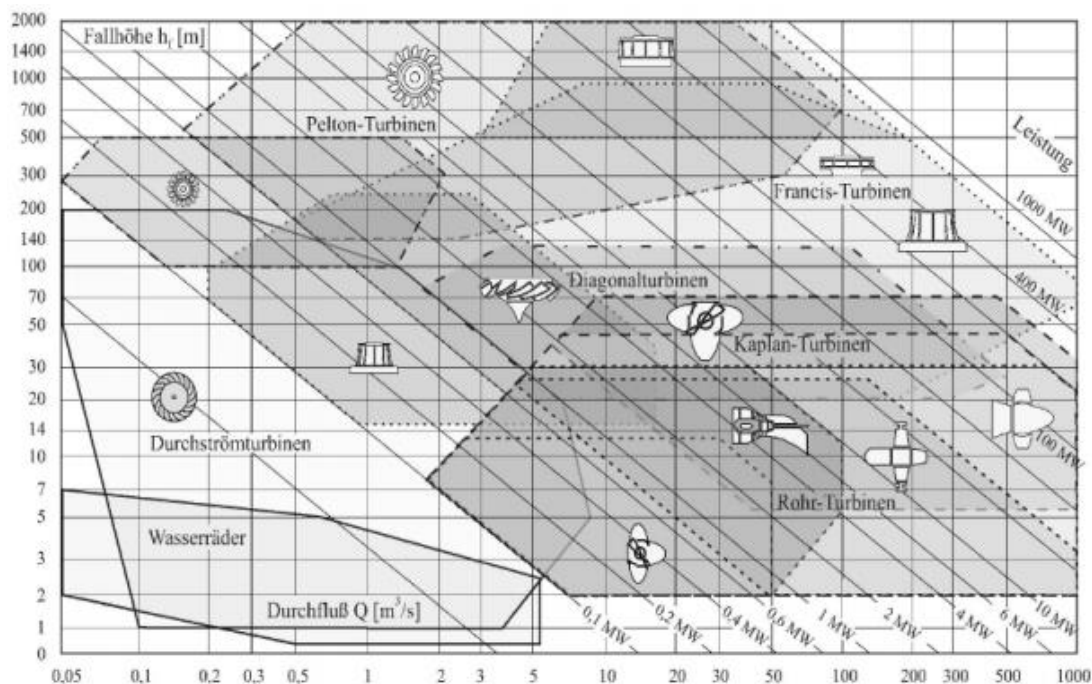 2000
Fallhöhe h_f [m]
1000
700
500
300
200
140
100
70
50
30
20
14
10
7
5
3
2
1
0
Pelton-Turbinen
Leistung
Francis-Turbinen
1000 MW
Diagonalturbinen
400 MW
Kaplan-Turbinen
100 MW
Durchströmturbinen
Rohr-Turbinen
Wasserräder
Durchfluß Q [m³/s]
0,1 MW
0,2 MW
0,4 MW
0,6 MW
1 MW
2 MW
4 MW
6 MW
10 MW
0,05 0,1 0,2 0,3 0,5 1 2 3 5 10 20 30 50 100 200 300 500 1000